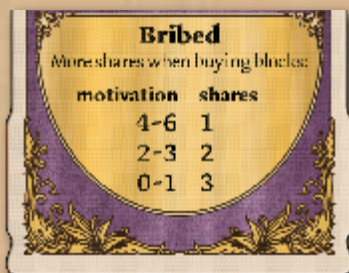 Bribed
More shares when buying blocks:
motivation shares
4-6 1
2-3 2
0-1 3